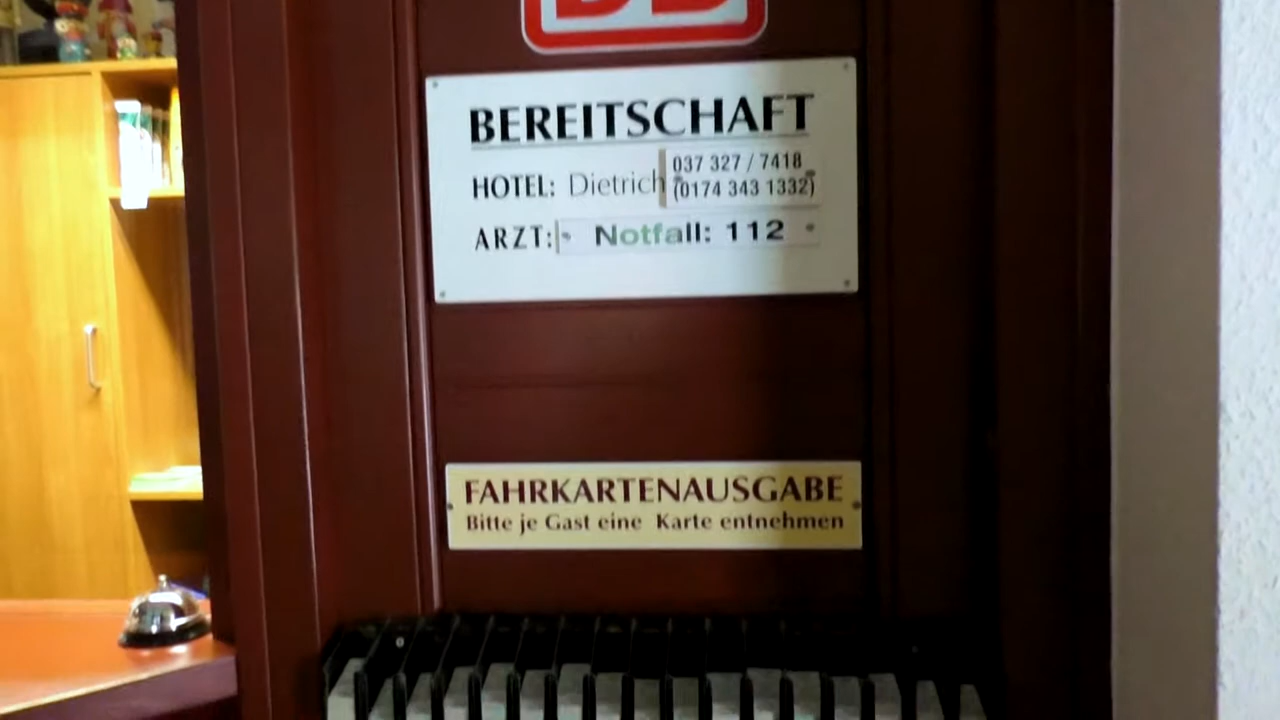 DB
BEREITSCHAFT
HOTEL: Dietrich 037 327 / 7418
(0174 343 1332)
ARZT: Notfall: 112
FAHRKARTENAUSGABE
Bitte je Gast eine Karte entnehmen